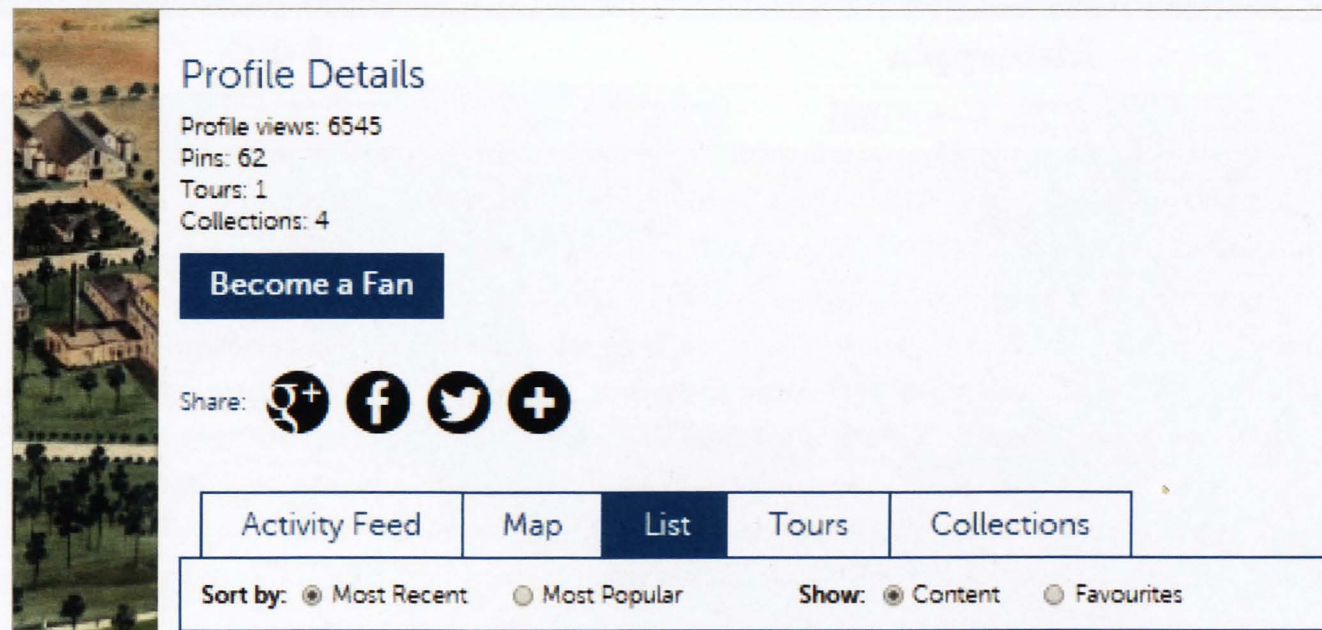 Profile Details
Profile views: 6545
Pins: 62
Tours: 1
Collections: 4
Become a Fan
Share: g+ f
Activity Feed Map List Tours Collections
Sort by: Most Recent Most Popular Show: Content Favourites